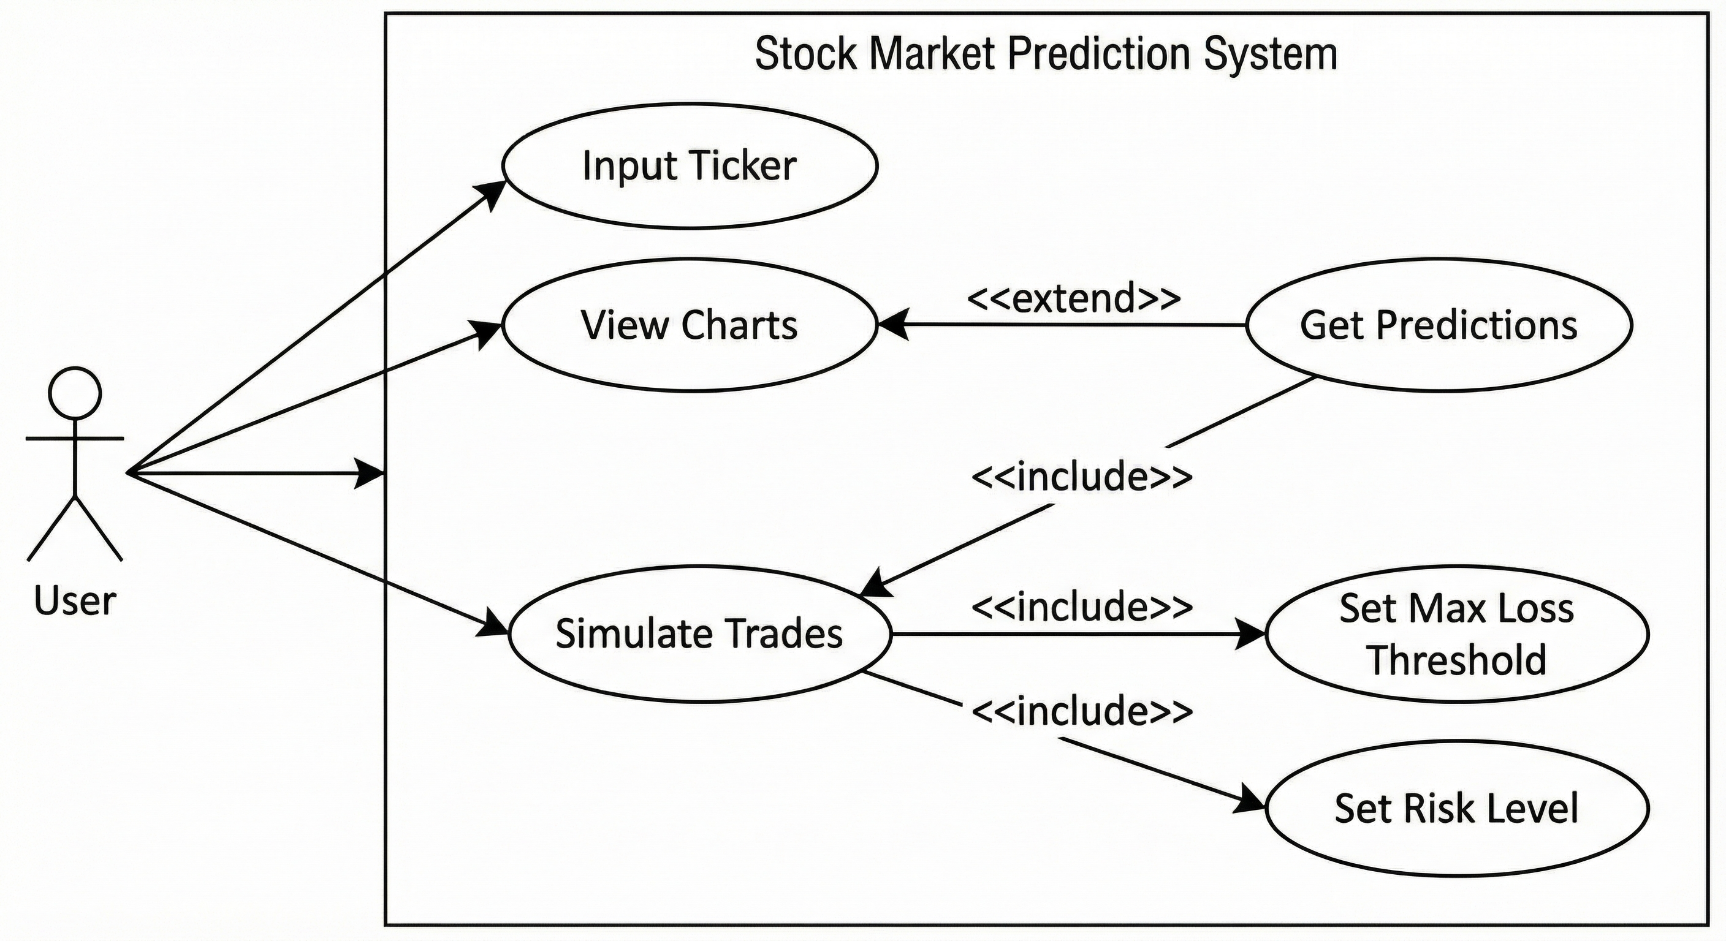 Stock Market Prediction System
Input Ticker
View Charts
<<extend>>
Get Predictions
<<include>>
User
Simulate Trades
<<include>>
Set Max Loss
Threshold
<<include>>
Set Risk Level